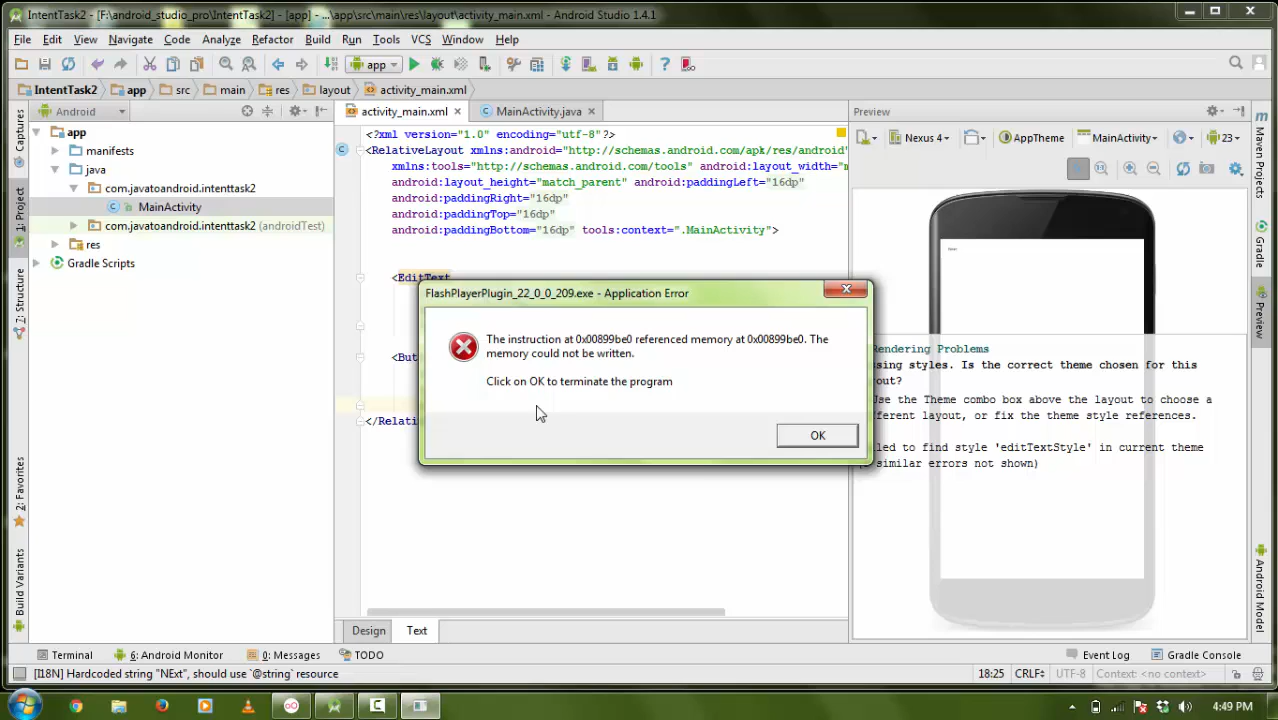 IntentTask2 - [F:\android_studio_pro\IntentTask2] - [app] - ...\app\src\main\res\layout\activity_main.xml - Android Studio 1.4.1
File Edit View Navigate Code Analyze Refactor Build Run Tools VCS Window Help
app
IntentTask2 app src main res layout activity_main.xml
Android
activity_main.xml MainActivity.java Preview
Nexus 4 AppTheme MainActivity 23
app
manifests
java
com.javatoandroid.intenttask2
MainActivity
com.javatoandroid.intenttask2 (androidTest)
res
Gradle Scripts
Captures
1: Project
7: Structure
2: Favorites
Build Variants
<?xml version="1.0" encoding="utf-8"?>
<RelativeLayout xmlns:android="http://schemas.android.com/apk/res/android"
xmlns:tools="http://schemas.android.com/tools" android:layout_width="m
android:layout_height="match_parent" android:paddingLeft="16dp"
android:paddingRight="16dp"
android:paddingTop="16dp"
android:paddingBottom="16dp" tools:context=".MainActivity">
<EditText
<But
</Relati
FlashPlayerPlugin_22_0_0_209.exe - Application Error
The instruction at 0x00899be0 referenced memory at 0x00899be0. The
memory could not be written.
Click on OK to terminate the program
OK
Rendering Problems
sing styles. Is the correct theme chosen for this
out?
Use the Theme combo box above the layout to choose a
fferent layout, or fix the theme style references.
led to find style 'editTextStyle' in current theme
similar errors not shown)
Maven Projects
Gradle
Preview
Android Model
Design Text
Terminal 6: Android Monitor 0: Messages TODO Event Log Gradle Console
[I18N] Hardcoded string "NExt", should use @string resource 18:25 CRLF UTF-8 Context: <no context>
4:49 PM